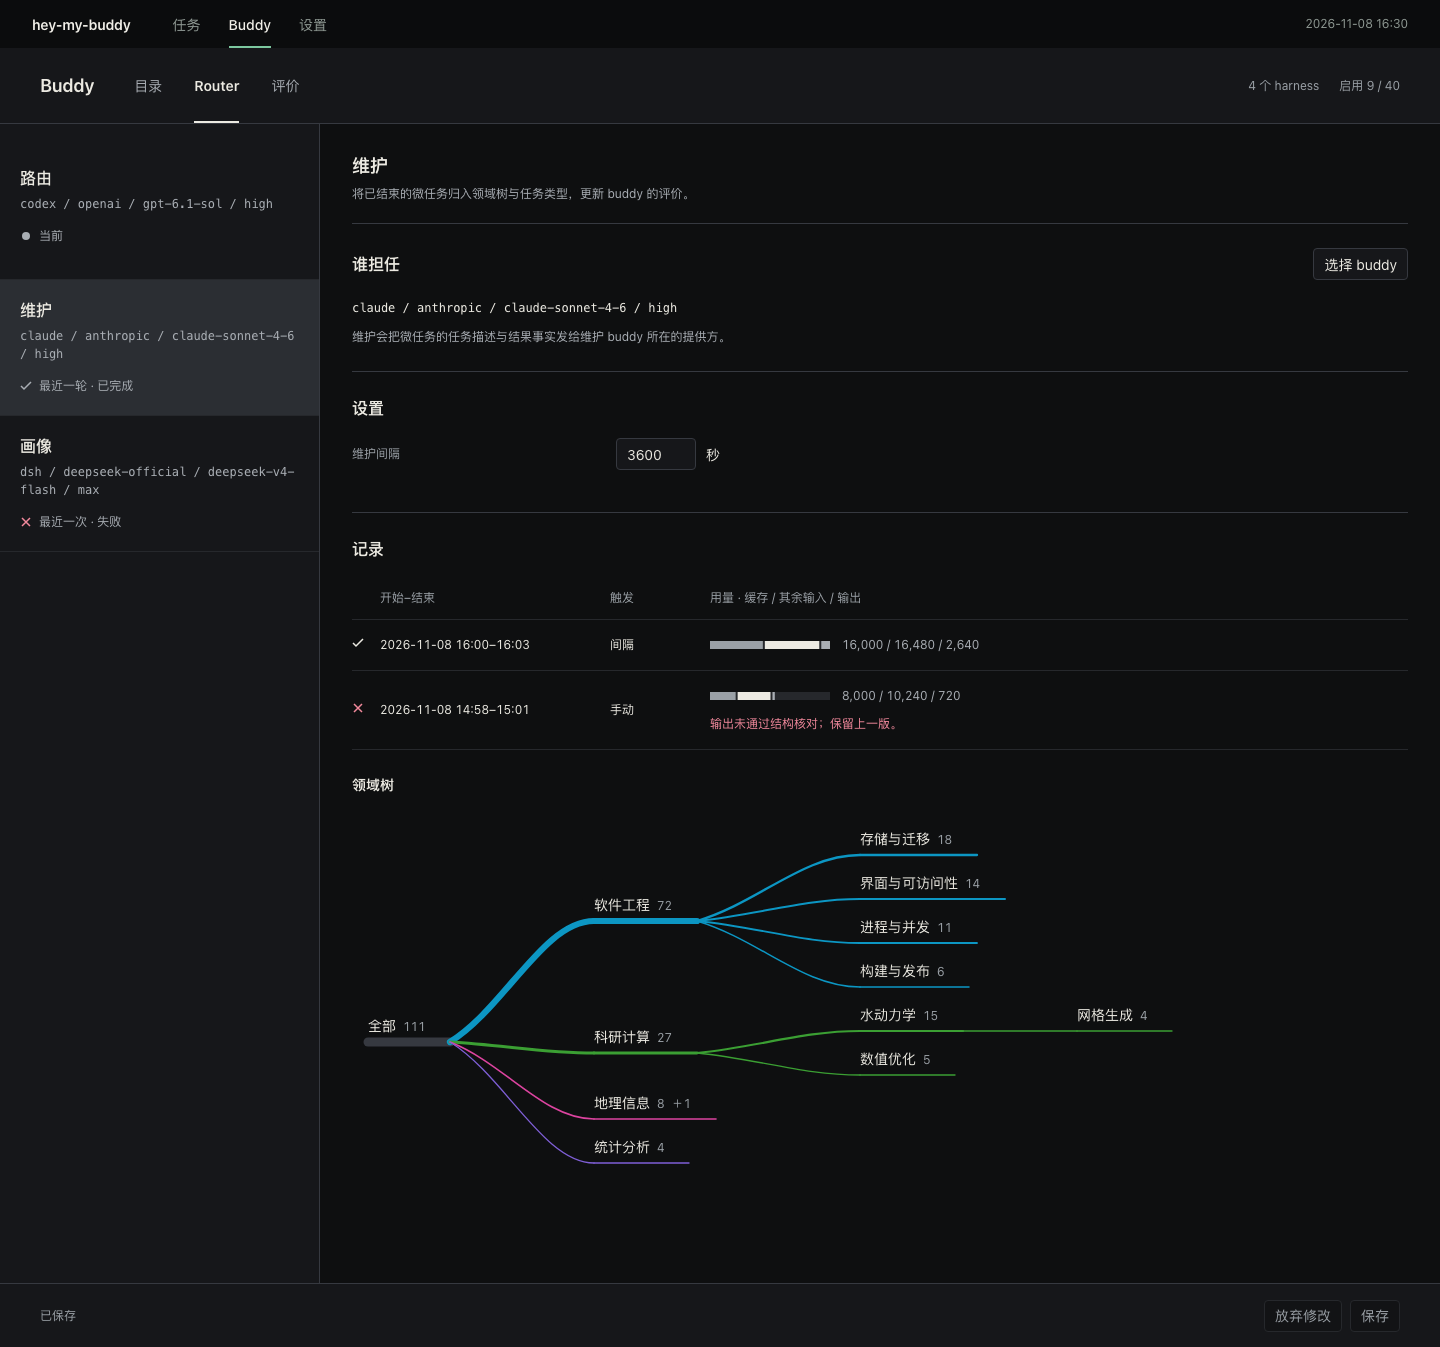 hey-my-buddy 任务 Buddy 设置 2026-11-08 16:30
Buddy 目录 Router 评价 4 个 harness 启用 9 / 40
路由
codex / openai / gpt-6.1-sol / high
当前
维护
claude / anthropic / claude-sonnet-4-6
/ high
最近一轮 · 已完成
画像
dsh / deepseek-official / deepseek-v4-
flash / max
最近一次 · 失败
维护
将已结束的微任务归入领域树与任务类型，更新 buddy 的评价。
谁担任 选择 buddy
claude / anthropic / claude-sonnet-4-6 / high
维护会把微任务的任务描述与结果事实发给维护 buddy 所在的提供方。
设置
维护间隔 3600 秒
记录
开始–结束 触发 用量 · 缓存 / 其余输入 / 输出
2026-11-08 16:00–16:03 间隔 16,000 / 16,480 / 2,640
2026-11-08 14:58–15:01 手动 8,000 / 10,240 / 720
输出未通过结构核对；保留上一版。
领域树
存储与迁移 18
界面与可访问性 14
软件工程 72
进程与并发 11
构建与发布 6
水动力学 15 网格生成 4
全部 111
科研计算 27
数值优化 5
地理信息 8 +1
统计分析 4
已保存 放弃修改 保存